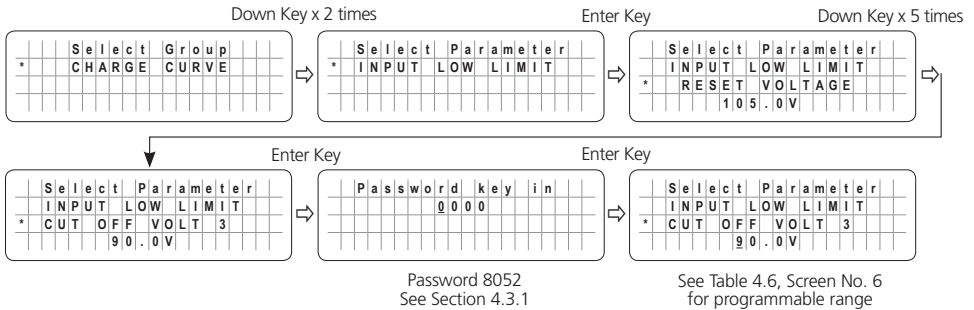 Down Key x 2 times
Enter Key
Down Key x 5 times
Select Group
* CHARGE CURVE
Select Parameter
* INPUT LOW LIMIT
Select Parameter
INPUT LOW LIMIT
* RESET VOLTAGE
105.0V
Enter Key
Enter Key
Select Parameter
INPUT LOW LIMIT
* CUT OFF VOLT 3
90.0V
Password key in
0000
Select Parameter
INPUT LOW LIMIT
* CUT OFF VOLT 3
90.0V
Password 8052
See Section 4.3.1
See Table 4.6, Screen No. 6
for programmable range